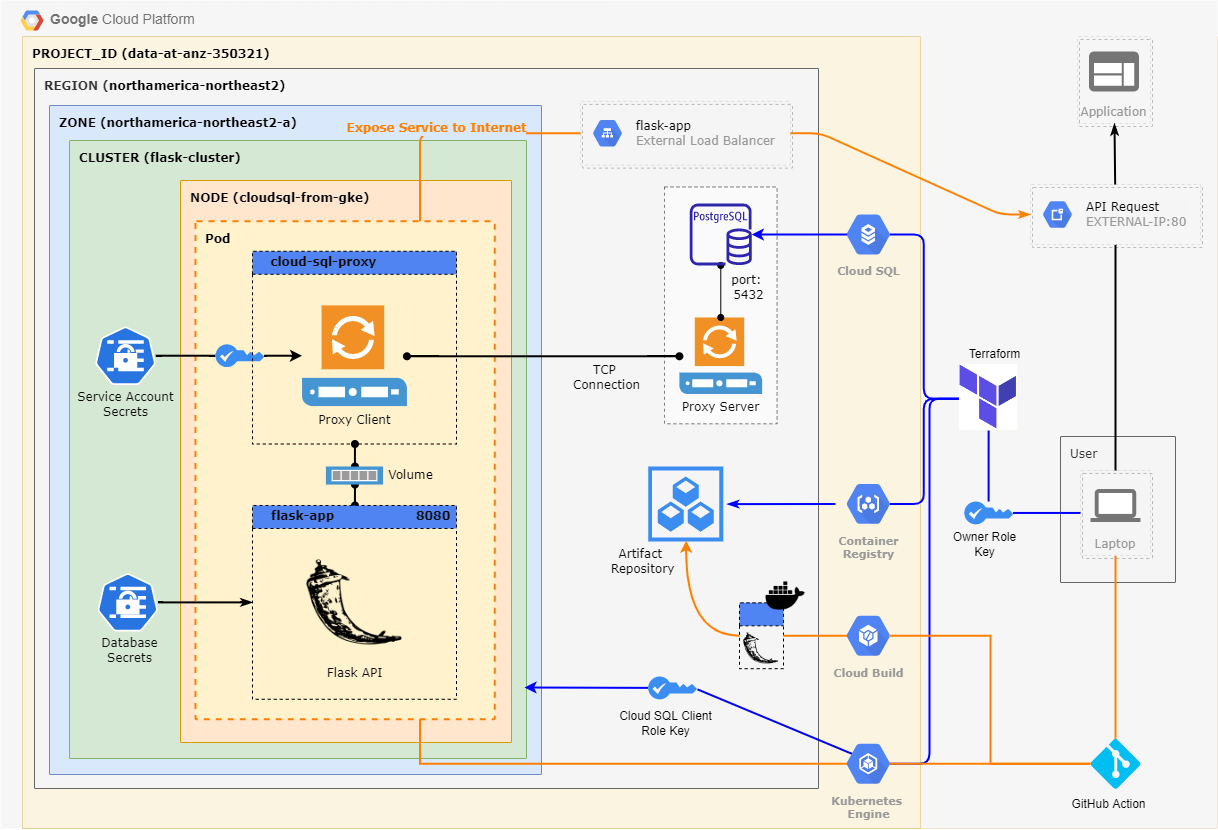 Google Cloud Platform
PROJECT_ID (data-at-anz-350321)
REGION (northamerica-northeast2)
ZONE (northamerica-northeast2-a)
Expose Service to Internet
flask-app
External Load Balancer
Application
CLUSTER (flask-cluster)
NODE (cloudsql-from-gke)
Pod
cloud-sql-proxy
PostgreSQL
port:
5432
Cloud SQL
API Request
EXTERNAL-IP:80
Service Account
Secrets
Proxy Client
TCP
Connection
Proxy Server
Terraform
Volume
flask-app
8080
User
Laptop
Owner Role
Key
Container
Registry
Artifact
Repository
Database
Secrets
Flask API
Cloud Build
Cloud SQL Client
Role Key
Kubernetes
Engine
GitHub Action